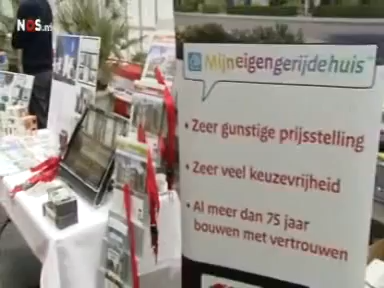 NOS.nl
Mijneigengerijdehuis
• Zeer gunstige prijsstelling
• Zeer veel keuzevrijheid
• Al meer dan 75 jaar
bouwen met vertrouwen